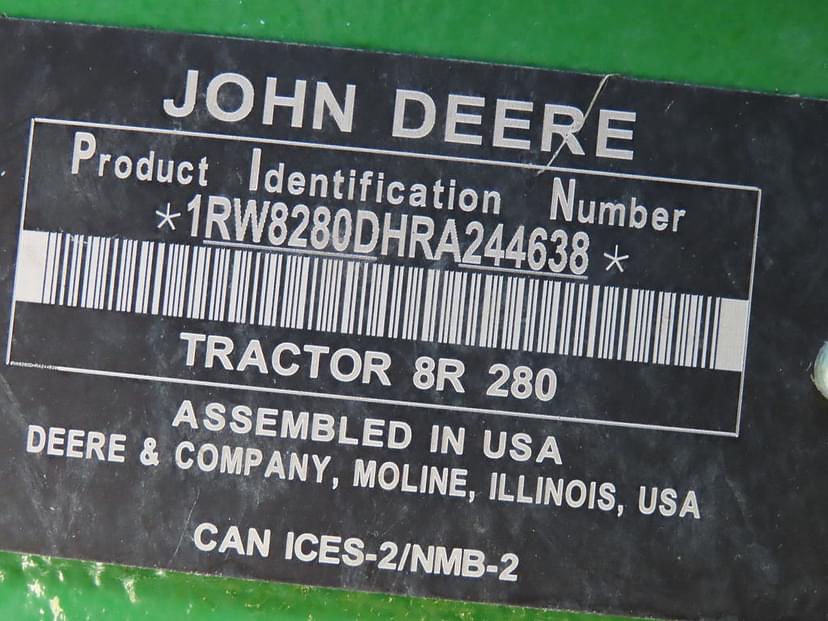 JOHN DEERE
Product Identification Number
*1RW8280DHRA244638*
TRACTOR 8R 280
ASSEMBLED IN USA
DEERE & COMPANY, MOLINE, ILLINOIS, USA
CAN ICES-2/NMB-2